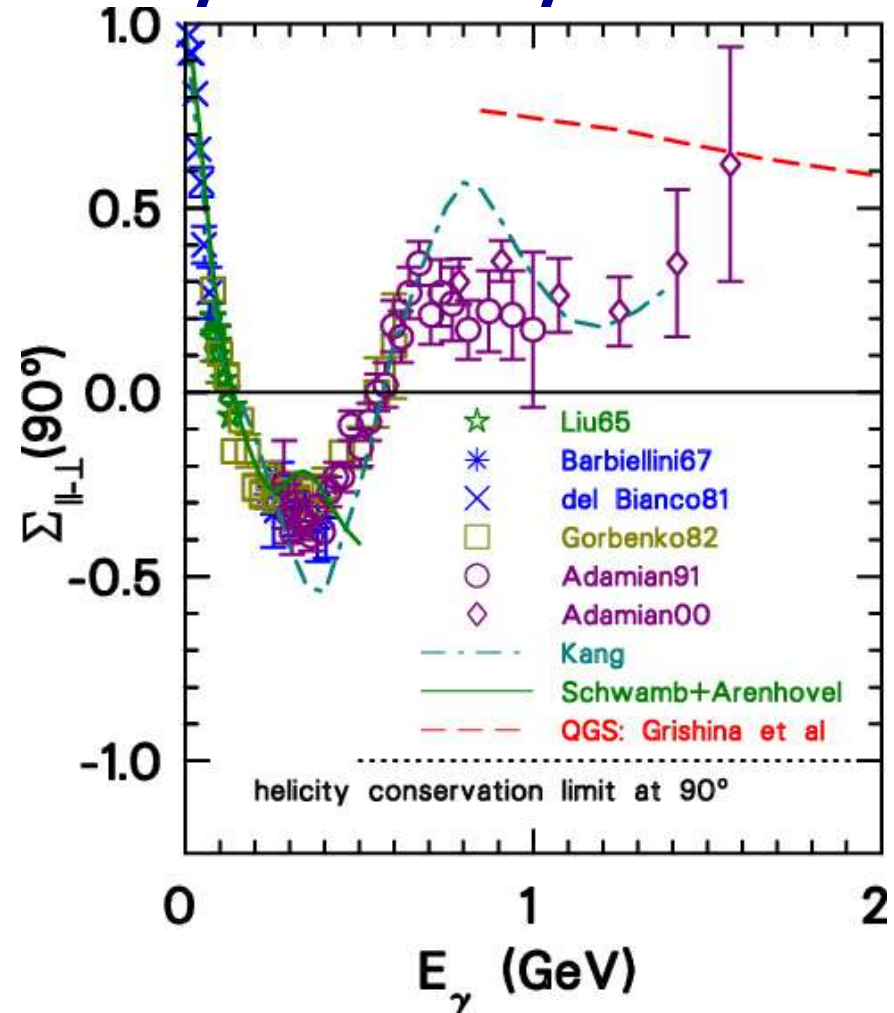 1.0
0.5
0.0
-0.5
-1.0
Σ||-⊥(90°)
Liu65
Barbiellini67
del Bianco81
Gorbenko82
Adamian91
Adamian00
Kang
Schwamb+Arenhovel
QGS: Grishina et al
helicity conservation limit at 90°
0 1 2
Eγ (GeV)